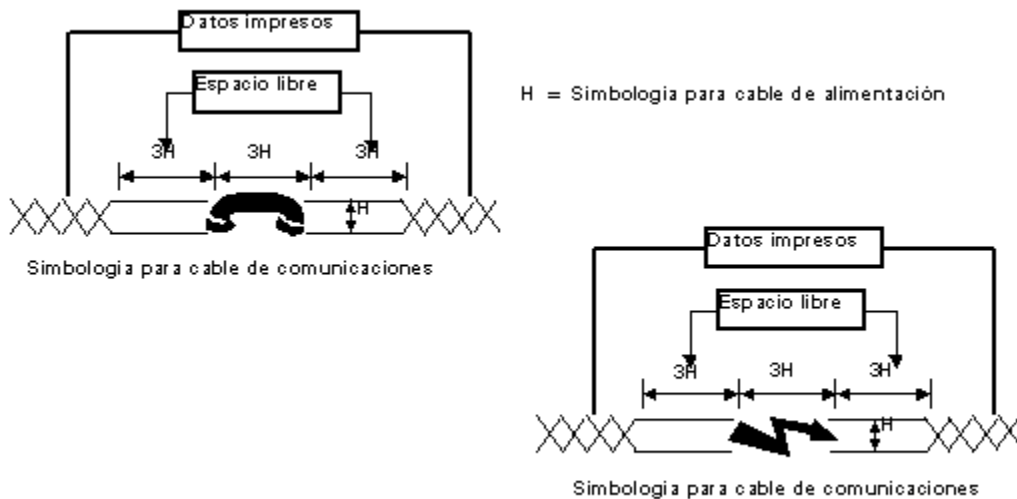 Datos impresos
Espacio libre
H = Simbologia para cable de alimentación
3H 3H 3H
H
Simbologia para cable de comunicaciones
Datos impresos
Espacio libre
3H 3H 3H
H
Simbologia para cable de comunicaciones